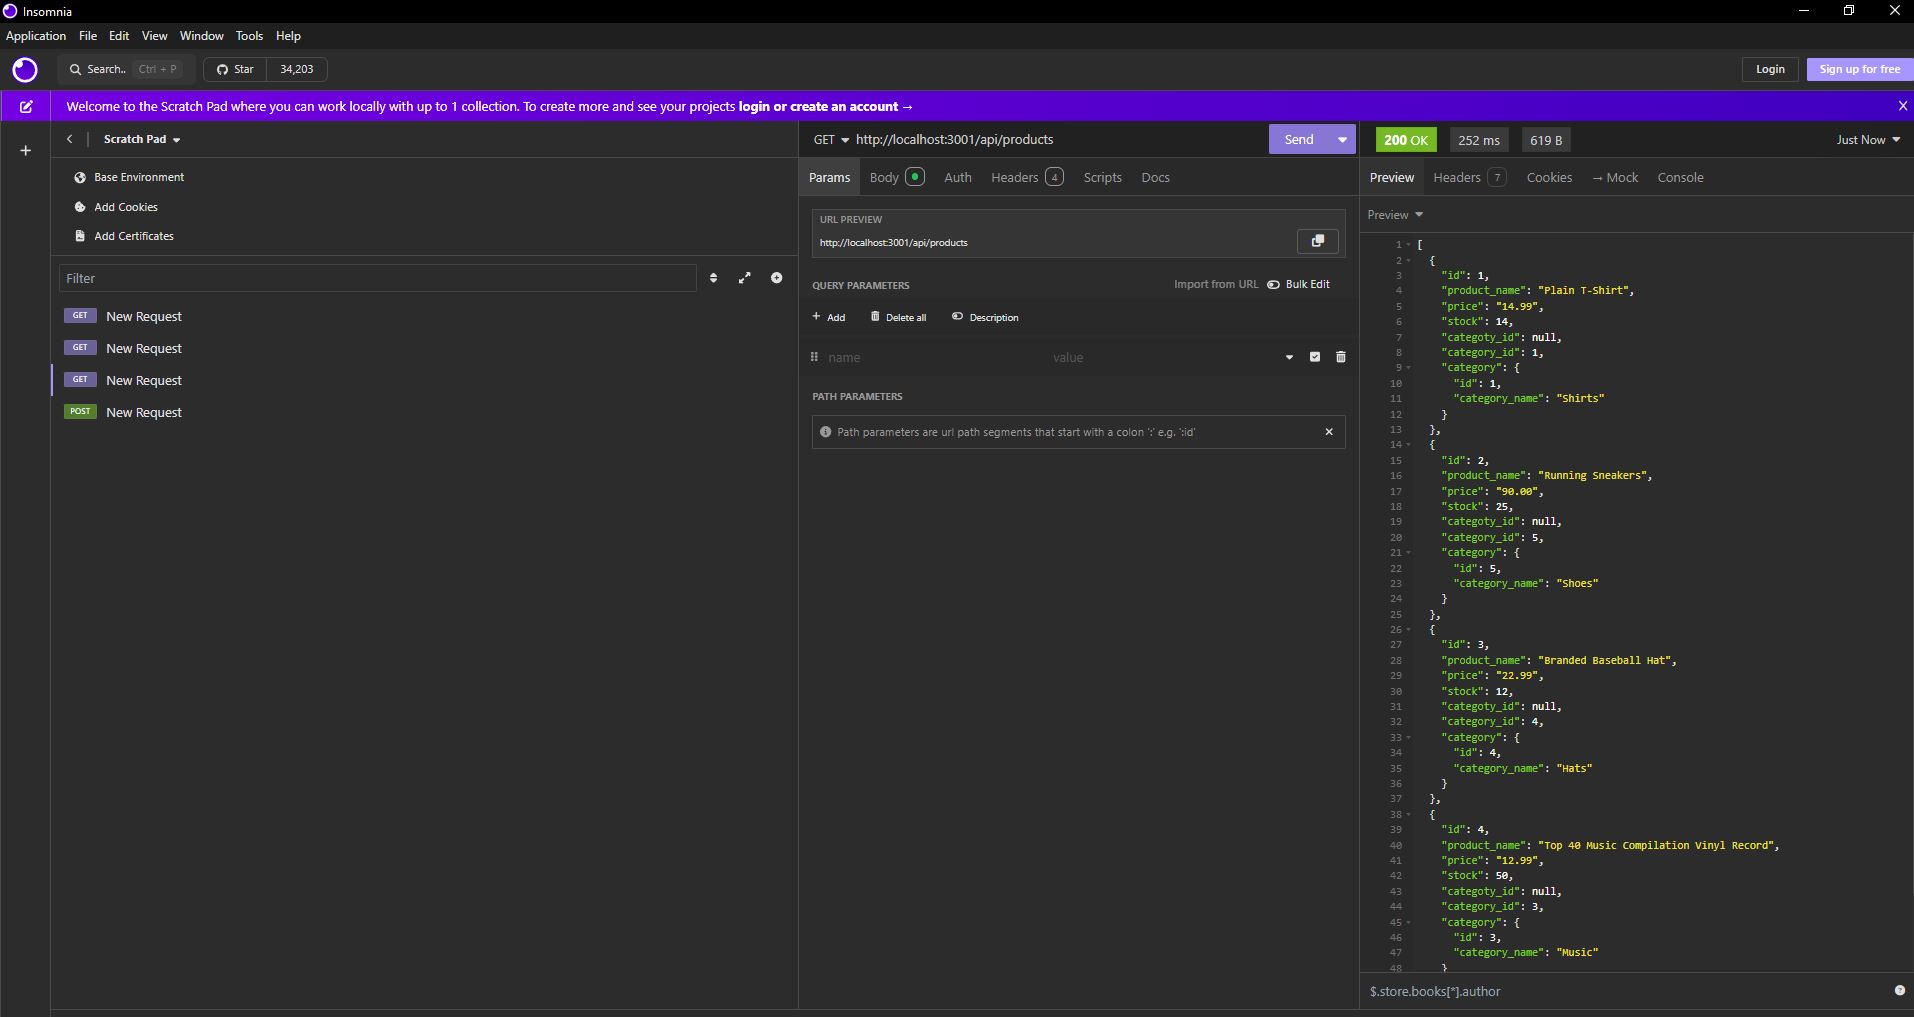 Insomnia
Application File Edit View Window Tools Help
Search.. Ctrl + P Star 34,203 Login Sign up for free
Welcome to the Scratch Pad where you can work locally with up to 1 collection. To create more and see your projects login or create an account →
Scratch Pad
Base Environment
Add Cookies
Add Certificates
Filter
GET New Request
GET New Request
GET New Request
POST New Request
GET http://localhost:3001/api/products Send
Params Body Auth Headers 4 Scripts Docs
URL PREVIEW
http://localhost:3001/api/products
QUERY PARAMETERS Import from URL Bulk Edit
+ Add Delete all Description
name value
PATH PARAMETERS
Path parameters are url path segments that start with a colon ':' e.g. ':id'
200 OK 252 ms 619 B Just Now
Preview Headers 7 Cookies → Mock Console
Preview
1 [
2 {
3 "id": 1,
4 "product_name": "Plain T-Shirt",
5 "price": "14.99",
6 "stock": 14,
7 "categoty_id": null,
8 "category_id": 1,
9 "category": {
10 "id": 1,
11 "category_name": "Shirts"
12 }
13 },
14 {
15 "id": 2,
16 "product_name": "Running Sneakers",
17 "price": "90.00",
18 "stock": 25,
19 "categoty_id": null,
20 "category_id": 5,
21 "category": {
22 "id": 5,
23 "category_name": "Shoes"
24 }
25 },
26 {
27 "id": 3,
28 "product_name": "Branded Baseball Hat",
29 "price": "22.99",
30 "stock": 12,
31 "categoty_id": null,
32 "category_id": 4,
33 "category": {
34 "id": 4,
35 "category_name": "Hats"
36 }
37 },
38 {
39 "id": 4,
40 "product_name": "Top 40 Music Compilation Vinyl Record",
41 "price": "12.99",
42 "stock": 50,
43 "categoty_id": null,
44 "category_id": 3,
45 "category": {
46 "id": 3,
47 "category_name": "Music"
48 }
$.store.books[*].author